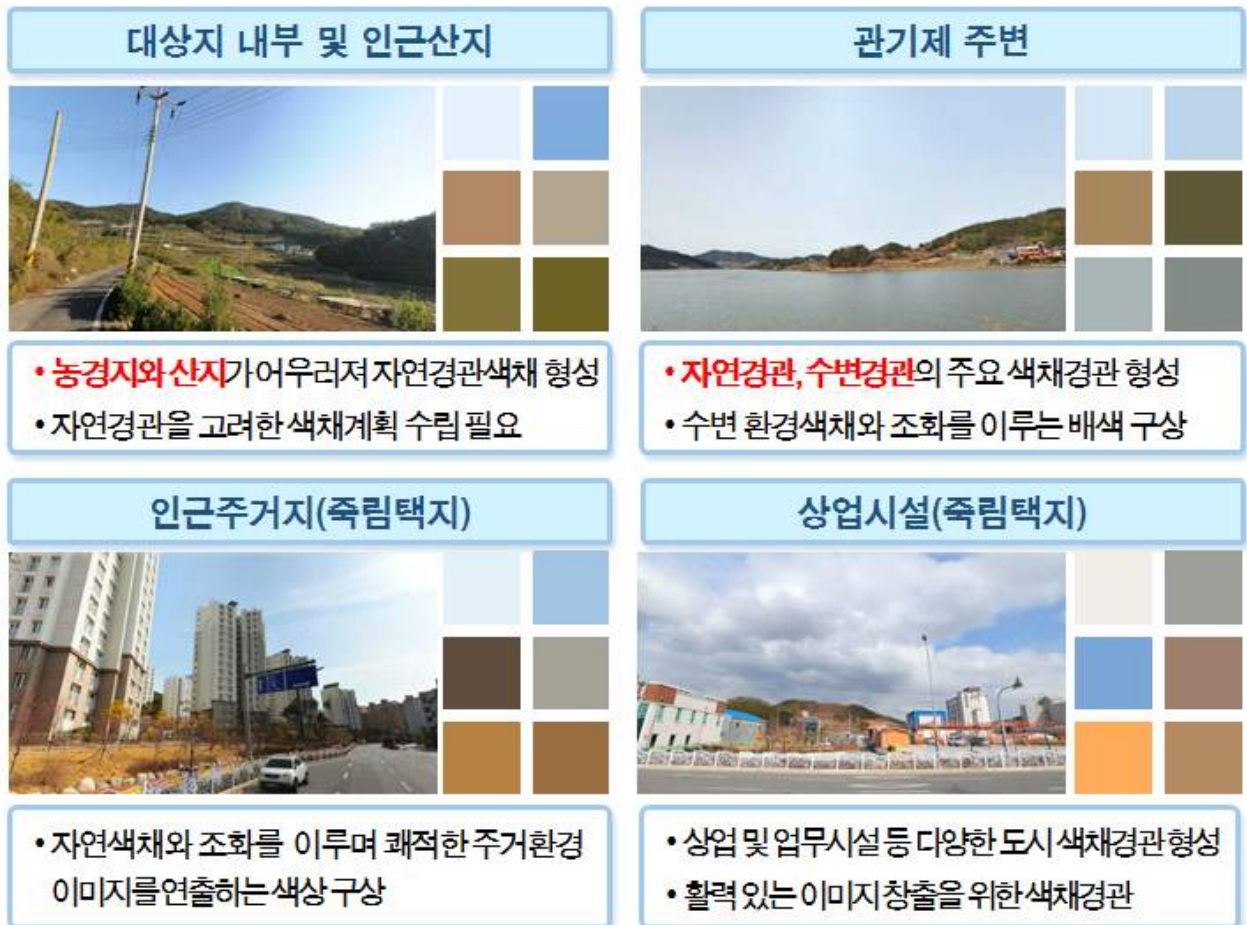 대상지 내부 및 인근산지
관기제 주변
• 농경지와 산지가 어우러져 자연경관색채 형성
• 자연경관을 고려한 색채계획 수립 필요
• 자연경관, 수변경관의 주요 색채경관 형성
• 수변 환경색채와 조화를 이루는 배색 구상
인근주거지(죽림택지)
상업시설(죽림택지)
• 자연색채와 조화를 이루며 쾌적한 주거환경
이미지를 연출하는 색상 구상
• 상업 및 업무시설 등 다양한 도시 색채경관 형성
• 활력 있는 이미지 창출을 위한 색채경관